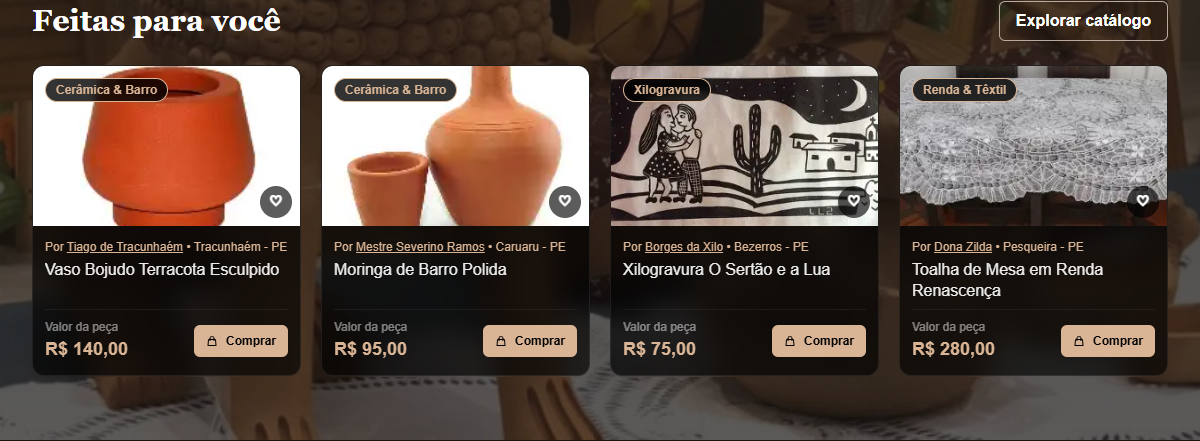 Feitas para você
Explorar catálogo
Cerâmica & Barro
Por Tiago de Tracunhaém • Tracunhaém - PE
Vaso Bojudo Terracota Esculpido
Valor da peça
R$ 140,00
Comprar
Cerâmica & Barro
Por Mestre Severino Ramos • Caruaru - PE
Moringa de Barro Polida
Valor da peça
R$ 95,00
Comprar
Xilogravura
Por Borges da Xilo • Bezerros - PE
Xilogravura O Sertão e a Lua
Valor da peça
R$ 75,00
Comprar
Renda & Têxtil
Por Dona Zilda • Pesqueira - PE
Toalha de Mesa em Renda
Renascença
Valor da peça
R$ 280,00
Comprar